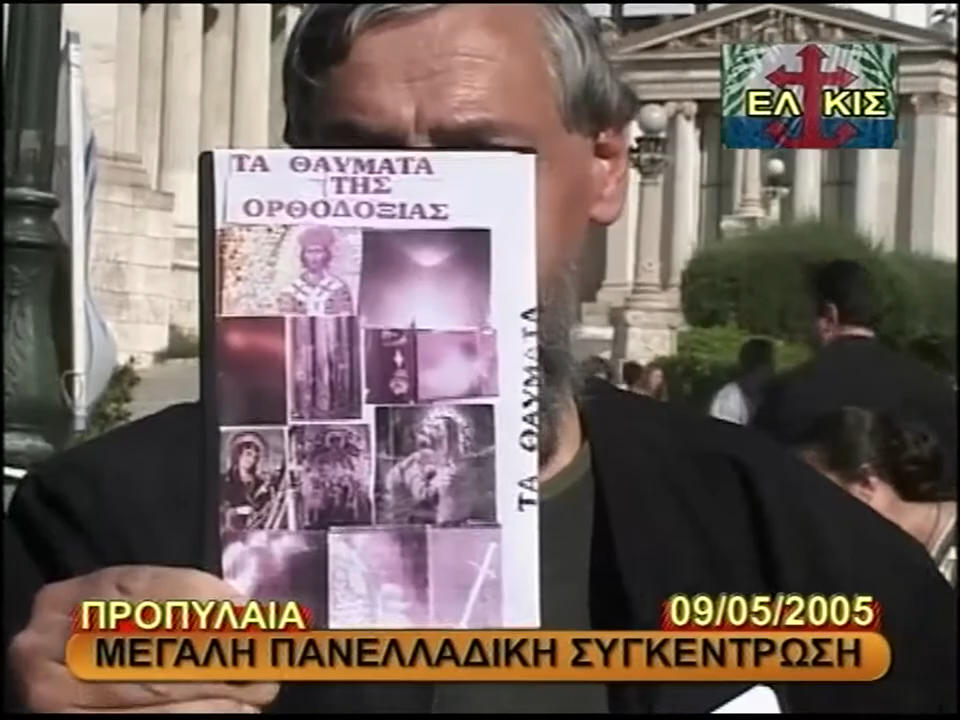 ΕΛ ΚΙΣ
ΤΑ ΘΑΥΜΑΤΑ
ΤΗΣ
ΟΡΘΟΔΟΞΙΑΣ
ΤΑ ΘΑΥΜΑΤΑ
ΠΡΟΠΥΛΑΙΑ
09/05/2005
ΜΕΓΑΛΗ ΠΑΝΕΛΛΑΔΙΚΗ ΣΥΓΚΕΝΤΡΩΣΗ